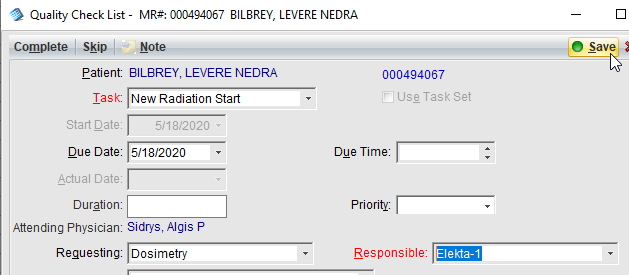 Quality Check List - MR#: 000494067 BILBREY, LEVERE NEDRA
Complete Skip Note Save
Patient: BILBREY, LEVERE NEDRA 000494067
Task: New Radiation Start Use Task Set
Start Date: 5/18/2020
Due Date: 5/18/2020 Due Time:
Actual Date:
Duration: Priority:
Attending Physician: Sidrys, Algis P
Requesting: Dosimetry Responsible: Elekta-1